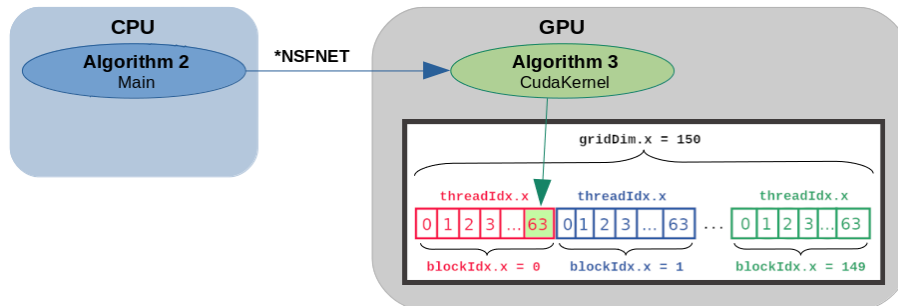 CPU
GPU
Algorithm 2
Main
*NSFNET
Algorithm 3
CudaKernel
gridDim.x = 150
threadIdx.x threadIdx.x threadIdx.x
0 1 2 3 ... 63 0 1 2 3 ... 63 ... 0 1 2 3 ... 63
blockIdx.x = 0 blockIdx.x = 1 blockIdx.x = 149